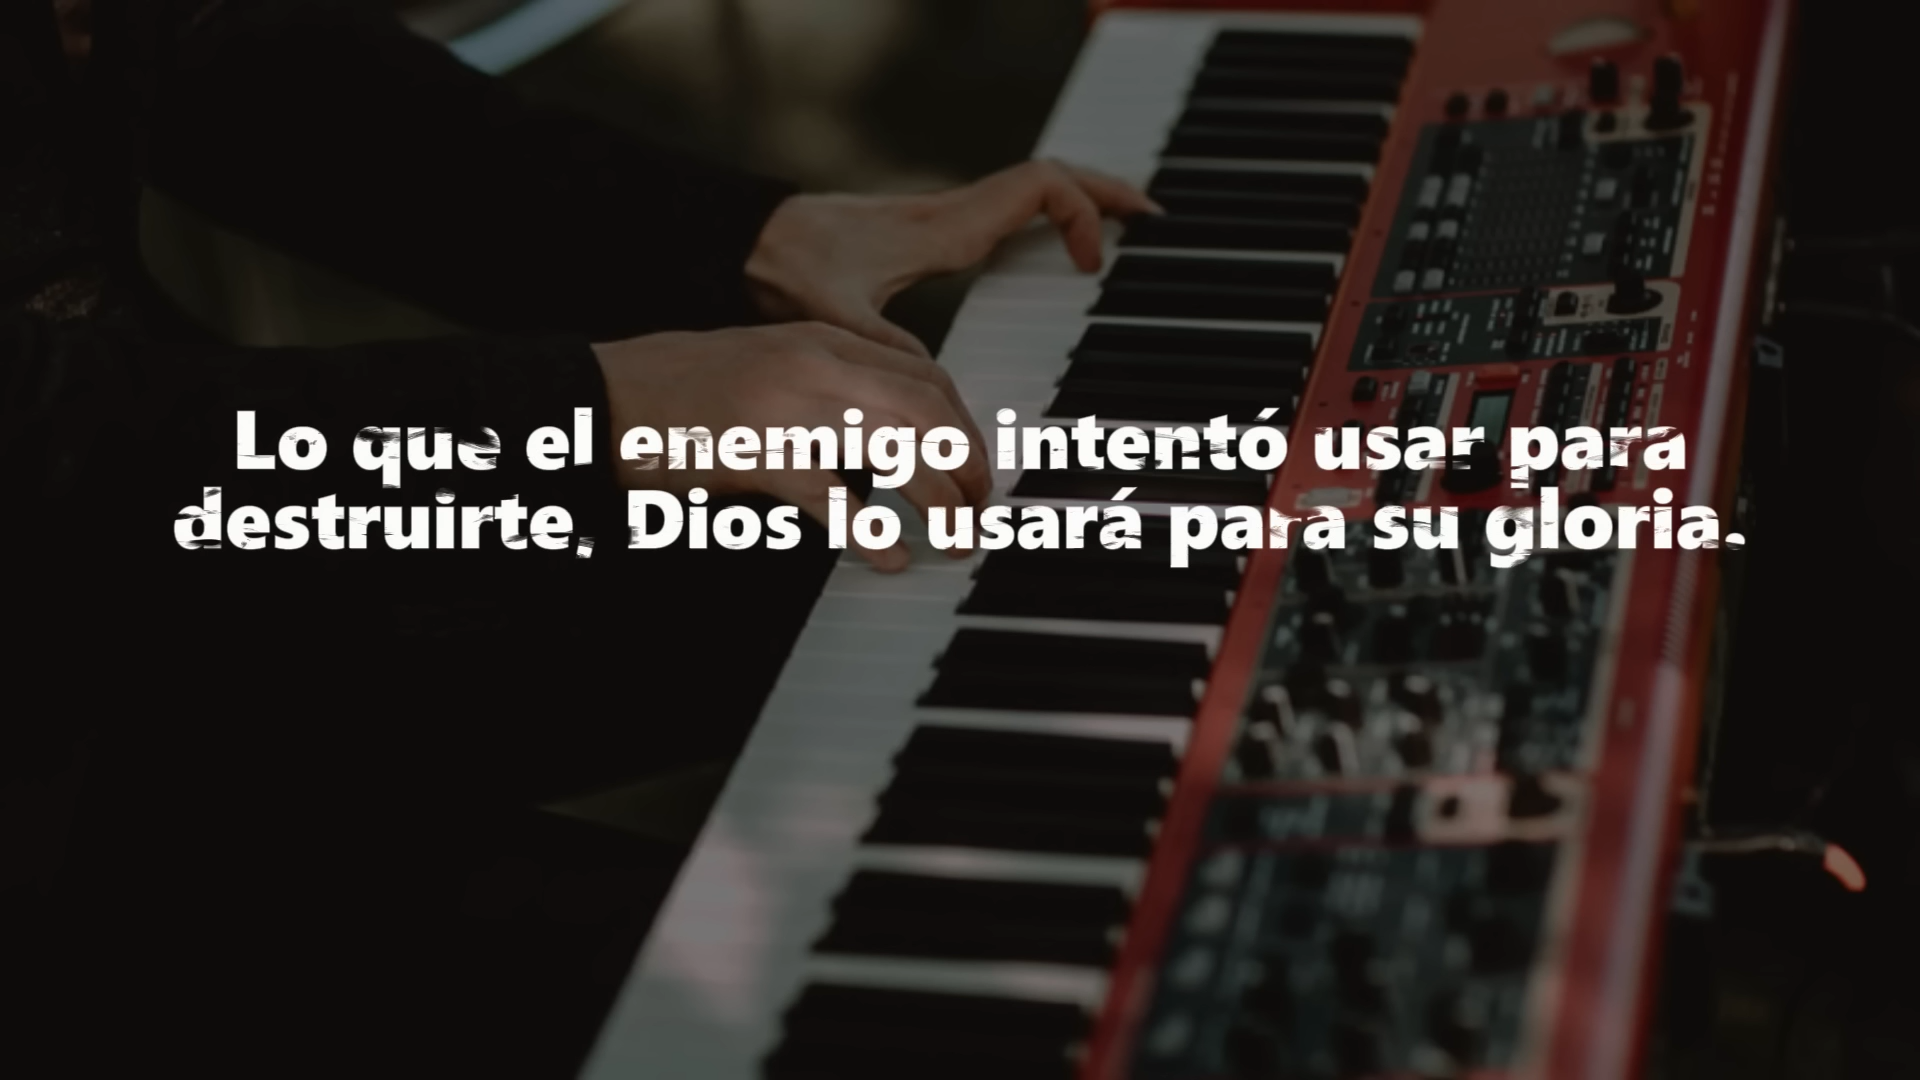 Lo que el enemigo intentó usar para
destruirte, Dios lo usará para su gloria.